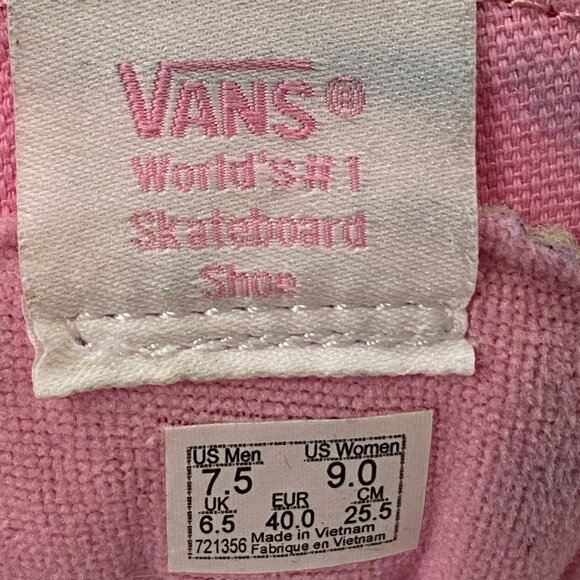 VANS®
World's #1
Skateboard
Shoe
US Men US Women
7.5 9.0
UK EUR CM
6.5 40.0 25.5
721356 Made in Vietnam
Fabrique en Vietnam